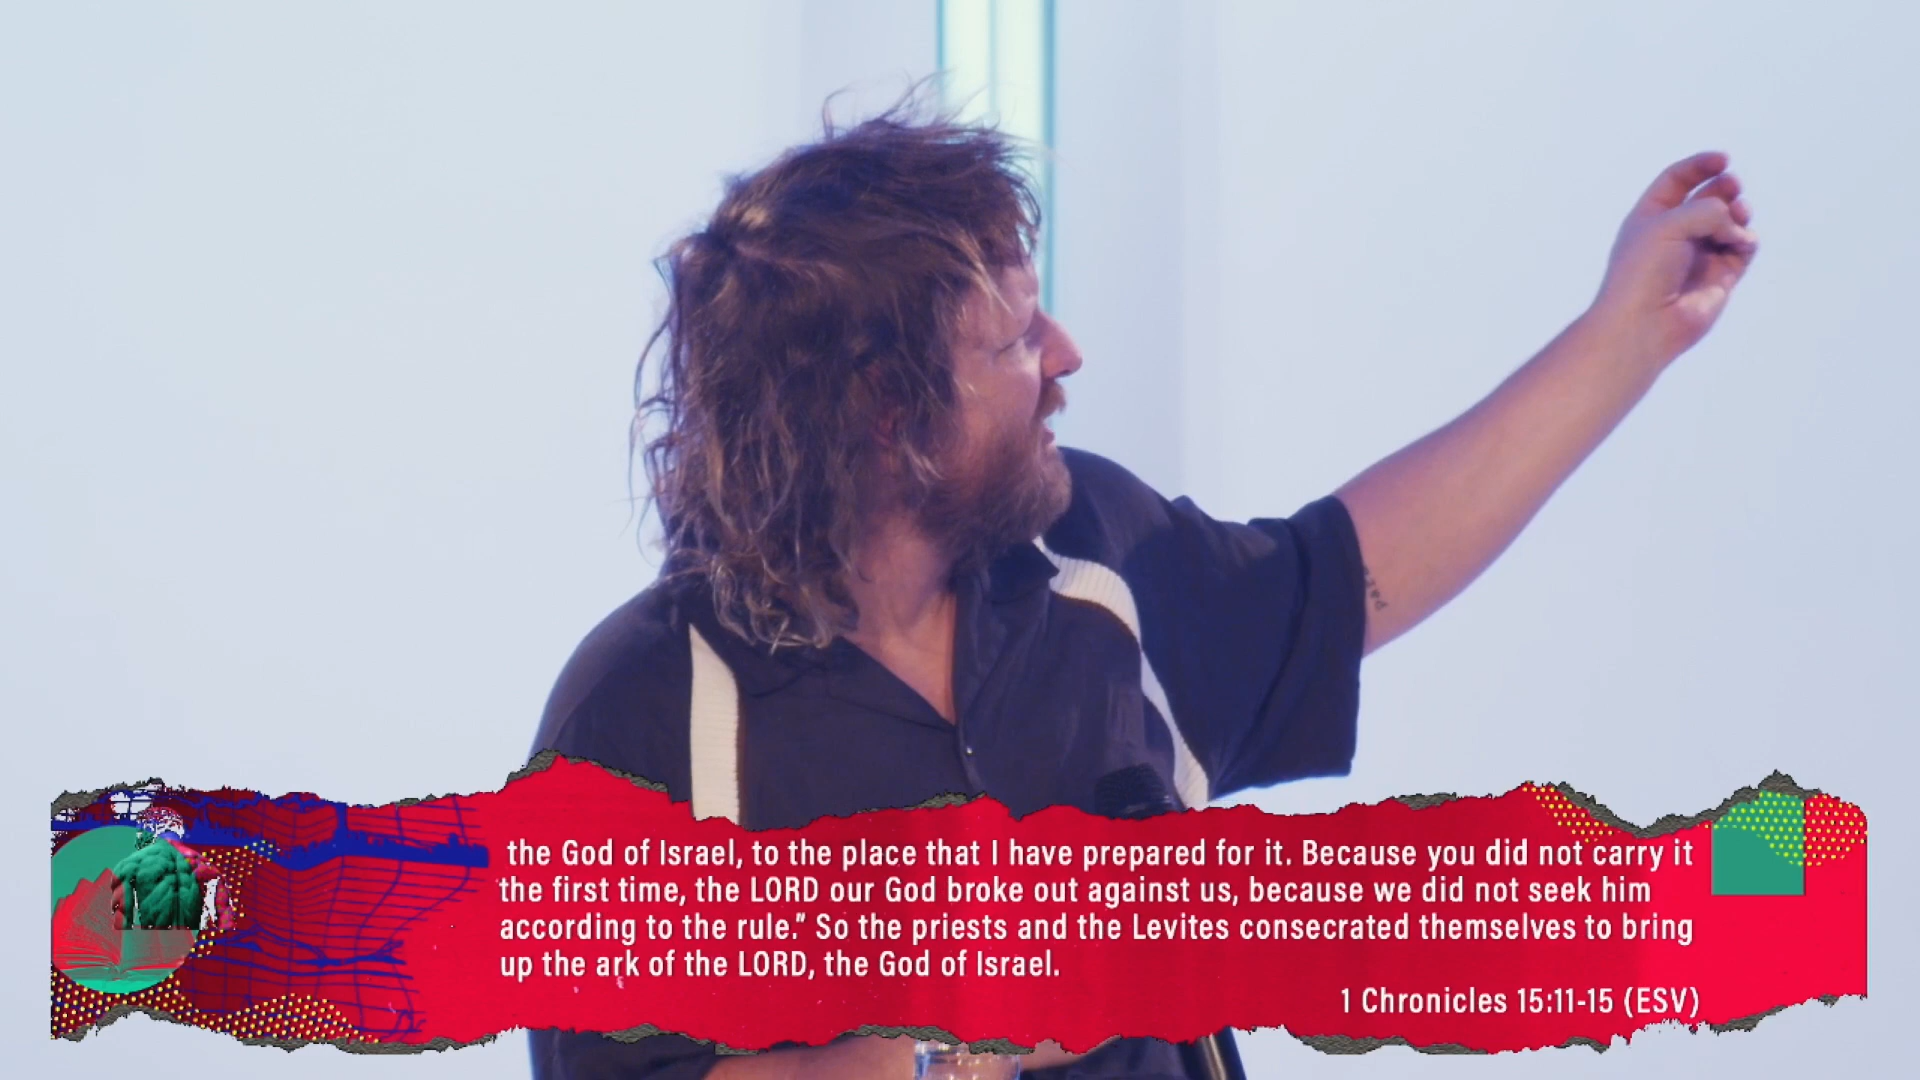 the God of Israel, to the place that I have prepared for it. Because you did not carry it
the first time, the LORD our God broke out against us, because we did not seek him
according to the rule.” So the priests and the Levites consecrated themselves to bring
up the ark of the LORD, the God of Israel.
1 Chronicles 15:11-15 (ESV)